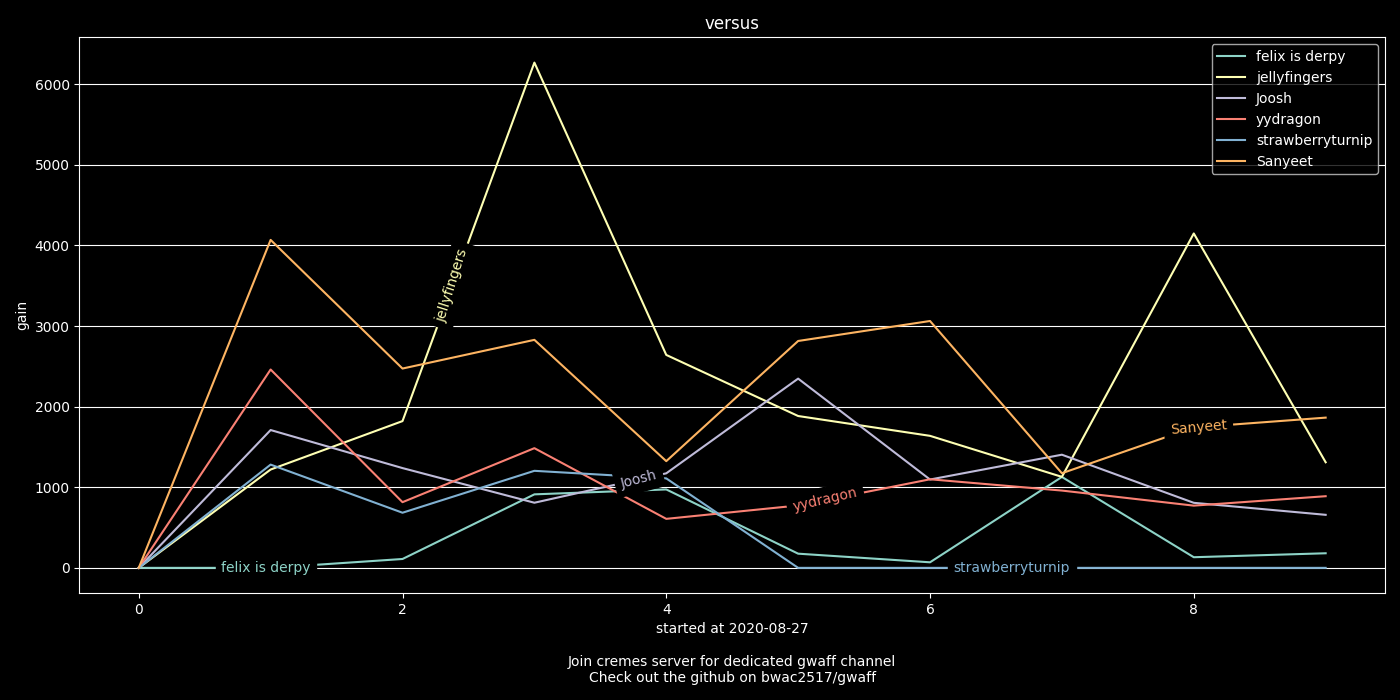 versus
felix is derpy
jellyfingers
Joosh
yydragon
strawberryturnip
Sanyeet
6000
5000
4000
3000
2000
1000
0
gain
jellyfingers
Joosh
yydragon
Sanyeet
felix is derpy
strawberryturnip
0 2 4 6 8
started at 2020-08-27
Join cremes server for dedicated gwaff channel
Check out the github on bwac2517/gwaff